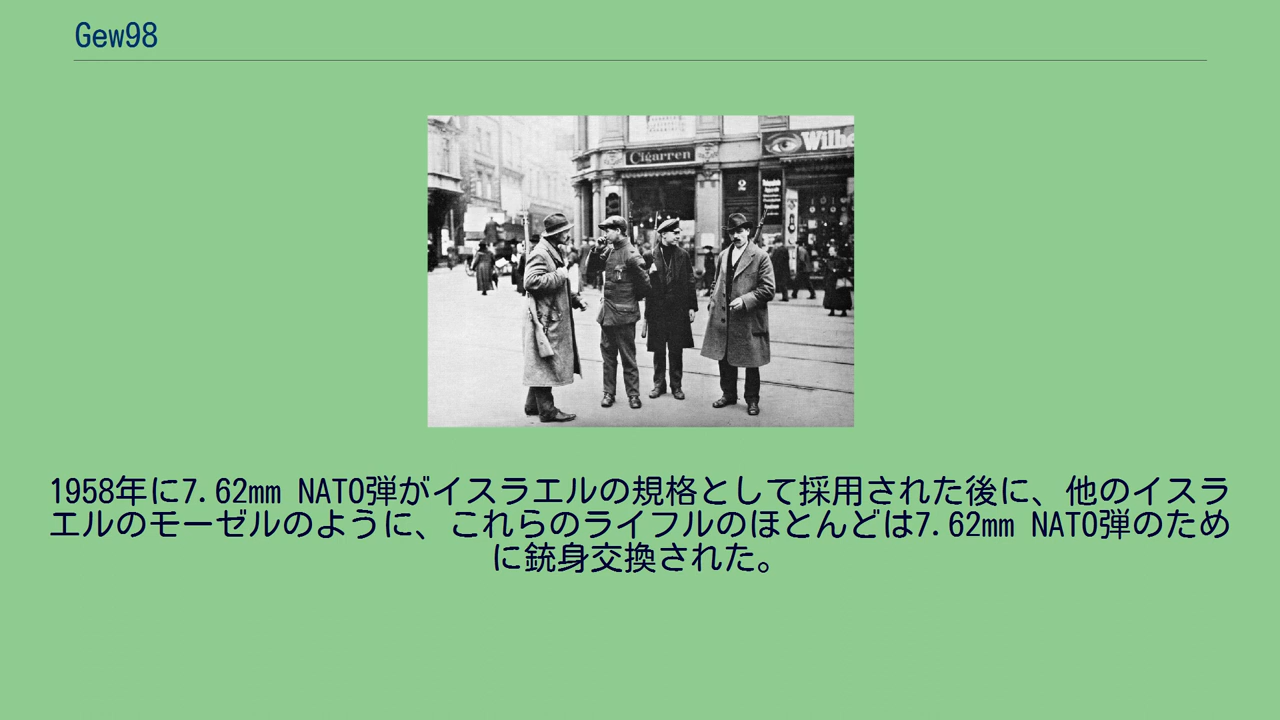 Gew98
Cigarren
Wilhe
2
1958年に7.62mm NATO弾がイスラエルの規格として採用された後に、他のイスラ
エルのモーゼルのように、これらのライフルのほとんどは7.62mm NATO弾のため
に銃身交換された。